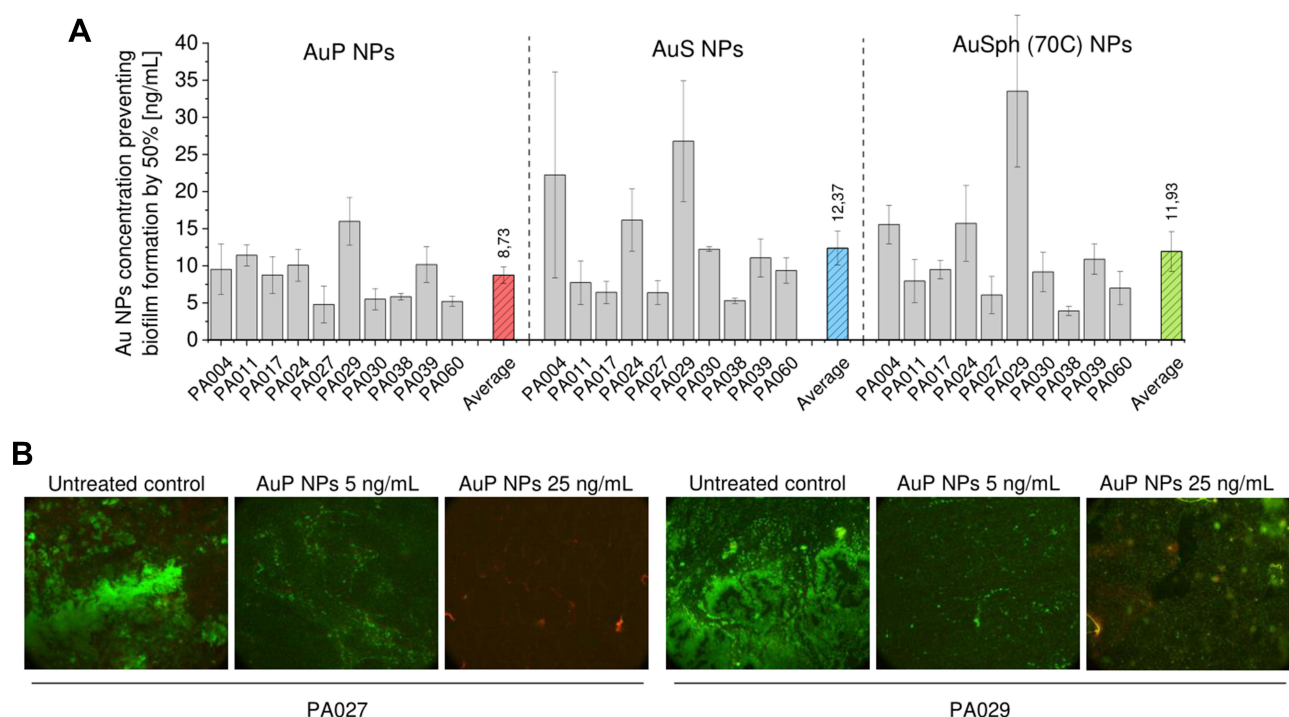 A
Au NPs concentration preventing
biofilm formation by 50% [ng/mL]
40
35
30
25
20
15
10
5
0
AuP NPs
AuS NPs
AuSph (70C) NPs
8,73
12,37
11,93
PA004 PA011 PA017 PA024 PA027 PA029 PA030 PA038 PA039 PA060 Average
PA004 PA011 PA017 PA024 PA027 PA029 PA030 PA038 PA039 PA060 Average
PA004 PA011 PA017 PA024 PA027 PA029 PA030 PA038 PA039 PA060 Average
B
Untreated control AuP NPs 5 ng/mL AuP NPs 25 ng/mL Untreated control AuP NPs 5 ng/mL AuP NPs 25 ng/mL
PA027 PA029